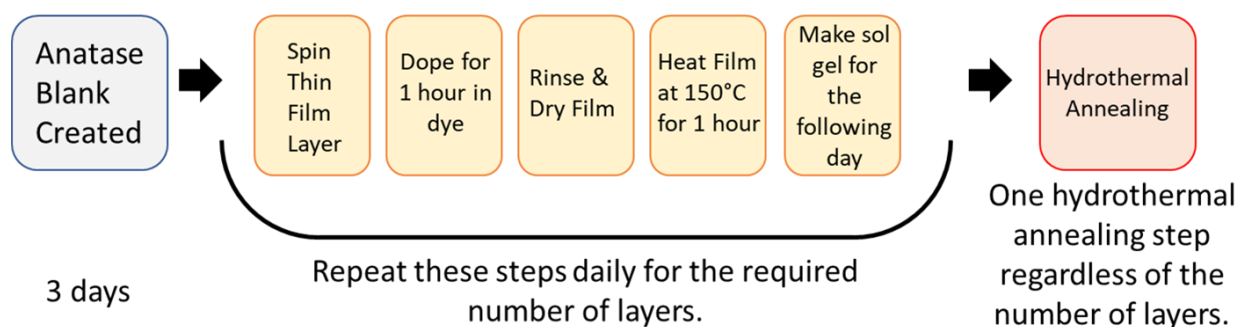 Anatase
Blank
Created
Spin
Thin
Film
Layer
Dope for
1 hour in
dye
Rinse &
Dry Film
Heat Film
at 150°C
for 1 hour
Make sol
gel for
the
following
day
Hydrothermal
Annealing
3 days
Repeat these steps daily for the required
number of layers.
One hydrothermal
annealing step
regardless of the
number of layers.